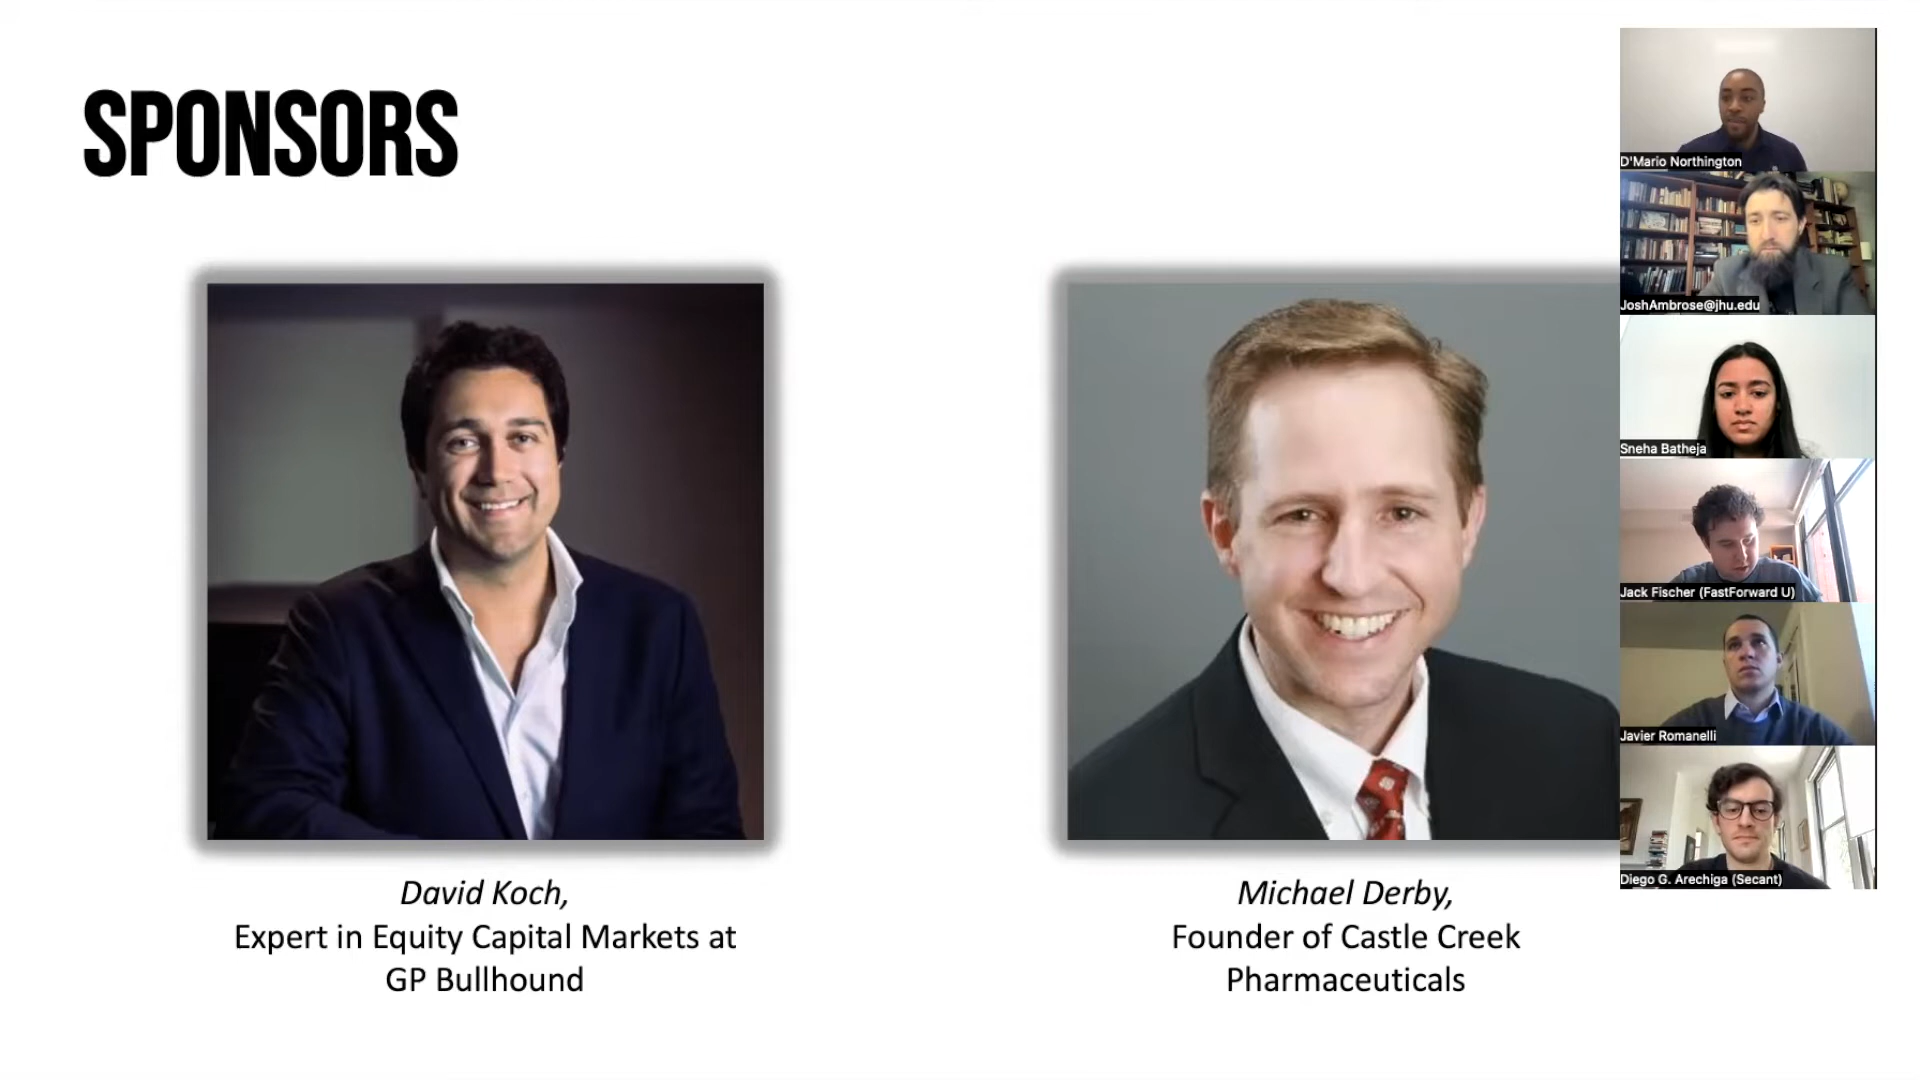 SPONSORS
David Koch,
Expert in Equity Capital Markets at
GP Bullhound
Michael Derby,
Founder of Castle Creek
Pharmaceuticals
D'Mario Northington
JoshAmbrose@jhu.edu
Sneha Batheja
Jack Fischer (FastForward U)
Javier Romanelli
Diego G. Arechiga (Secant)